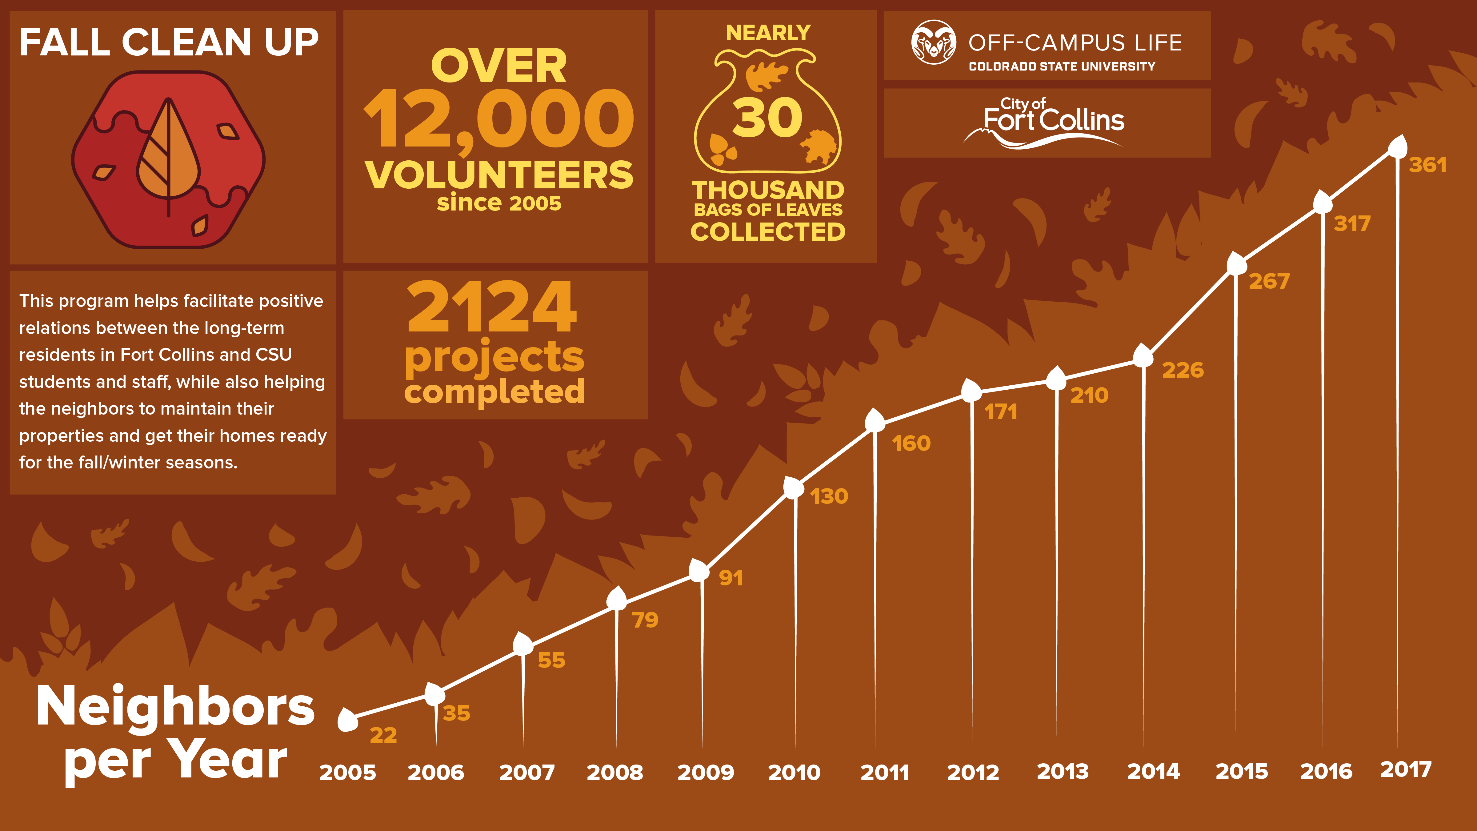 FALL CLEAN UP
This program helps facilitate positive
relations between the long-term
residents in Fort Collins and CSU
students and staff, while also helping
the neighbors to maintain their
properties and get their homes ready
for the fall/winter seasons.
OVER
12,000
VOLUNTEERS
since 2005
2124
projects
completed
NEARLY
30
THOUSAND
BAGS OF LEAVES
COLLECTED
OFF-CAMPUS LIFE
COLORADO STATE UNIVERSITY
City of
Fort Collins
Neighbors
per Year
22
35
55
79
91
130
160
171
210
226
267
317
361
2005 2006 2007 2008 2009 2010 2011 2012 2013 2014 2015 2016 2017